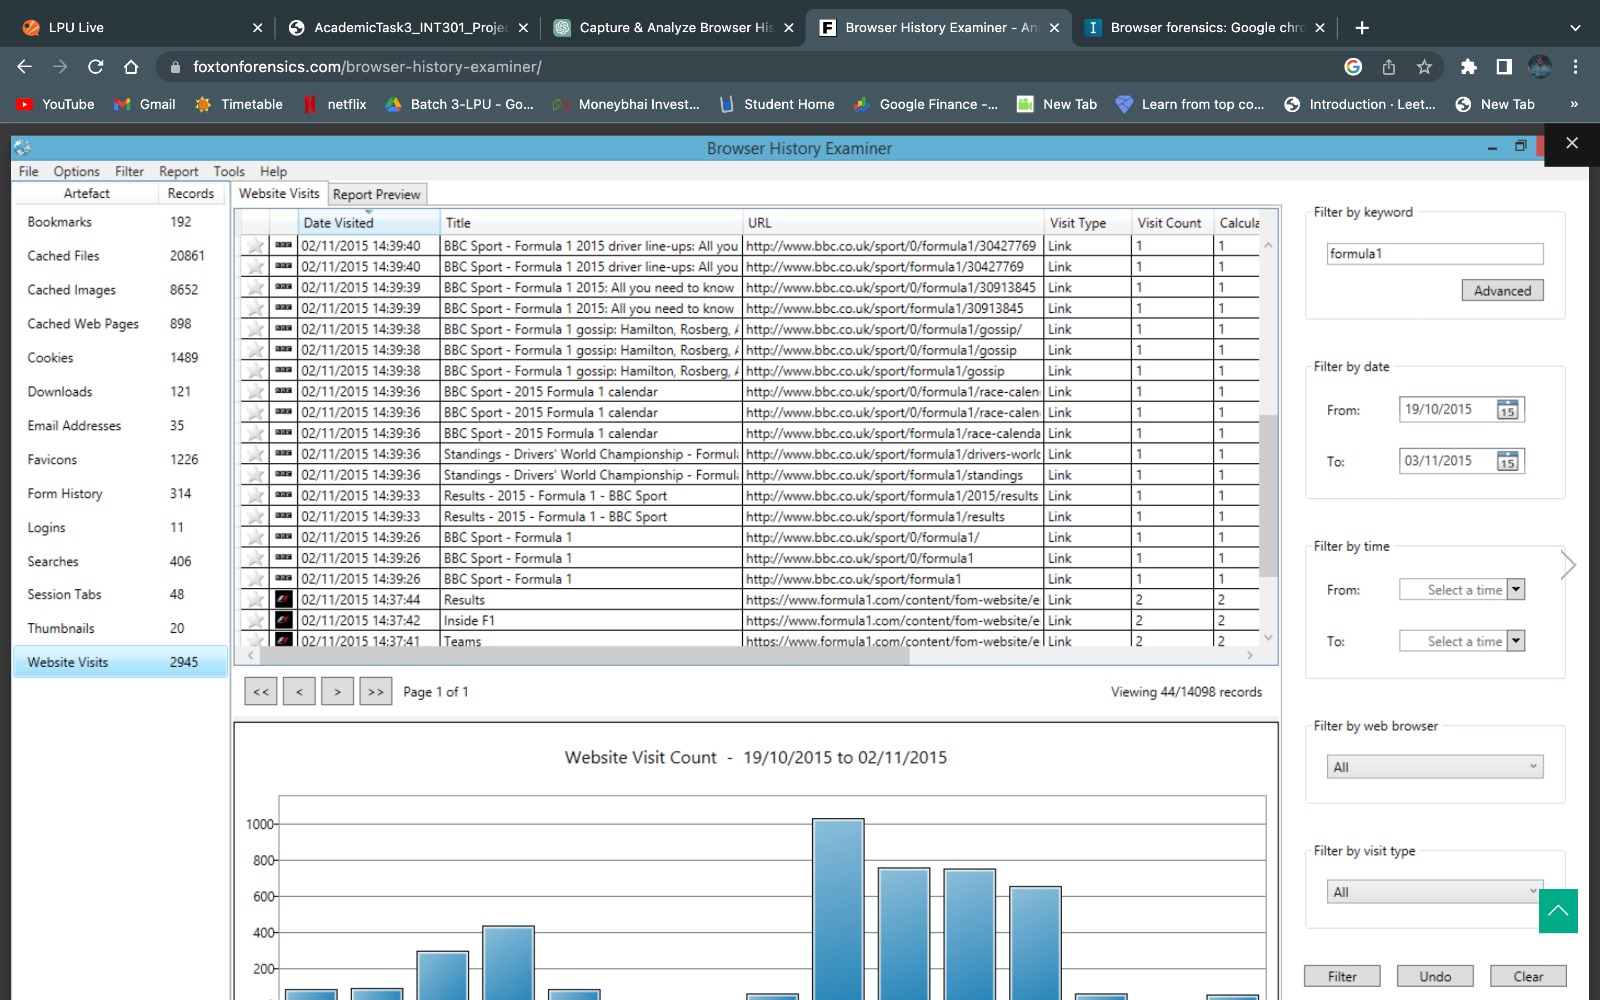 LPU Live
AcademicTask3_INT301_Projec
Capture & Analyze Browser His
Browser History Examiner - An
Browser forensics: Google chro
foxtonforensics.com/browser-history-examiner/
YouTube Gmail Timetable netflix Batch 3-LPU - Go... Moneybhai Invest... Student Home Google Finance -... New Tab Learn from top co... Introduction · Leet... New Tab »
Browser History Examiner
File Options Filter Report Tools Help
Artefact Records
Bookmarks 192
Cached Files 20861
Cached Images 8652
Cached Web Pages 898
Cookies 1489
Downloads 121
Email Addresses 35
Favicons 1226
Form History 314
Logins 11
Searches 406
Session Tabs 48
Thumbnails 20
Website Visits 2945
Website Visits Report Preview
Date Visited Title URL Visit Type Visit Count Calcula
02/11/2015 14:39:40 BBC Sport - Formula 1 2015 driver line-ups: All you http://www.bbc.co.uk/sport/0/formula1/30427769 Link 1 1
02/11/2015 14:39:40 BBC Sport - Formula 1 2015 driver line-ups: All you http://www.bbc.co.uk/sport/formula1/30427769 Link 1 1
02/11/2015 14:39:39 BBC Sport - Formula 1 2015: All you need to know http://www.bbc.co.uk/sport/0/formula1/30913845 Link 1 1
02/11/2015 14:39:39 BBC Sport - Formula 1 2015: All you need to know http://www.bbc.co.uk/sport/formula1/30913845 Link 1 1
02/11/2015 14:39:38 BBC Sport - Formula 1 gossip: Hamilton, Rosberg, http://www.bbc.co.uk/sport/0/formula1/gossip/ Link 1 1
02/11/2015 14:39:38 BBC Sport - Formula 1 gossip: Hamilton, Rosberg, http://www.bbc.co.uk/sport/0/formula1/gossip Link 1 1
02/11/2015 14:39:38 BBC Sport - Formula 1 gossip: Hamilton, Rosberg, http://www.bbc.co.uk/sport/formula1/gossip Link 1 1
02/11/2015 14:39:36 BBC Sport - 2015 Formula 1 calendar http://www.bbc.co.uk/sport/0/formula1/race-calen Link 1 1
02/11/2015 14:39:36 BBC Sport - 2015 Formula 1 calendar http://www.bbc.co.uk/sport/0/formula1/race-calen Link 1 1
02/11/2015 14:39:36 BBC Sport - 2015 Formula 1 calendar http://www.bbc.co.uk/sport/formula1/race-calenda Link 1 1
02/11/2015 14:39:36 Standings - Drivers' World Championship - Formul http://www.bbc.co.uk/sport/formula1/drivers-worl Link 1 1
02/11/2015 14:39:36 Standings - Drivers' World Championship - Formul http://www.bbc.co.uk/sport/formula1/standings Link 1 1
02/11/2015 14:39:33 Results - 2015 - Formula 1 - BBC Sport http://www.bbc.co.uk/sport/formula1/2015/results Link 1 1
02/11/2015 14:39:33 Results - 2015 - Formula 1 - BBC Sport http://www.bbc.co.uk/sport/formula1/results Link 1 1
02/11/2015 14:39:26 BBC Sport - Formula 1 http://www.bbc.co.uk/sport/0/formula1/ Link 1 1
02/11/2015 14:39:26 BBC Sport - Formula 1 http://www.bbc.co.uk/sport/0/formula1 Link 1 1
02/11/2015 14:39:26 BBC Sport - Formula 1 http://www.bbc.co.uk/sport/formula1 Link 1 1
02/11/2015 14:37:44 Results https://www.formula1.com/content/fom-website/e Link 2 2
02/11/2015 14:37:42 Inside F1 https://www.formula1.com/content/fom-website/e Link 2 2
02/11/2015 14:37:41 Teams https://www.formula1.com/content/fom-website/e Link 2 2
<< < > >> Page 1 of 1 Viewing 44/14098 records
Website Visit Count - 19/10/2015 to 02/11/2015
1000
800
600
400
200
Filter by keyword
formula1
Advanced
Filter by date
From: 19/10/2015 15
To: 03/11/2015 15
Filter by time
From: Select a time
To: Select a time
Filter by web browser
All
Filter by visit type
All
Filter Undo Clear